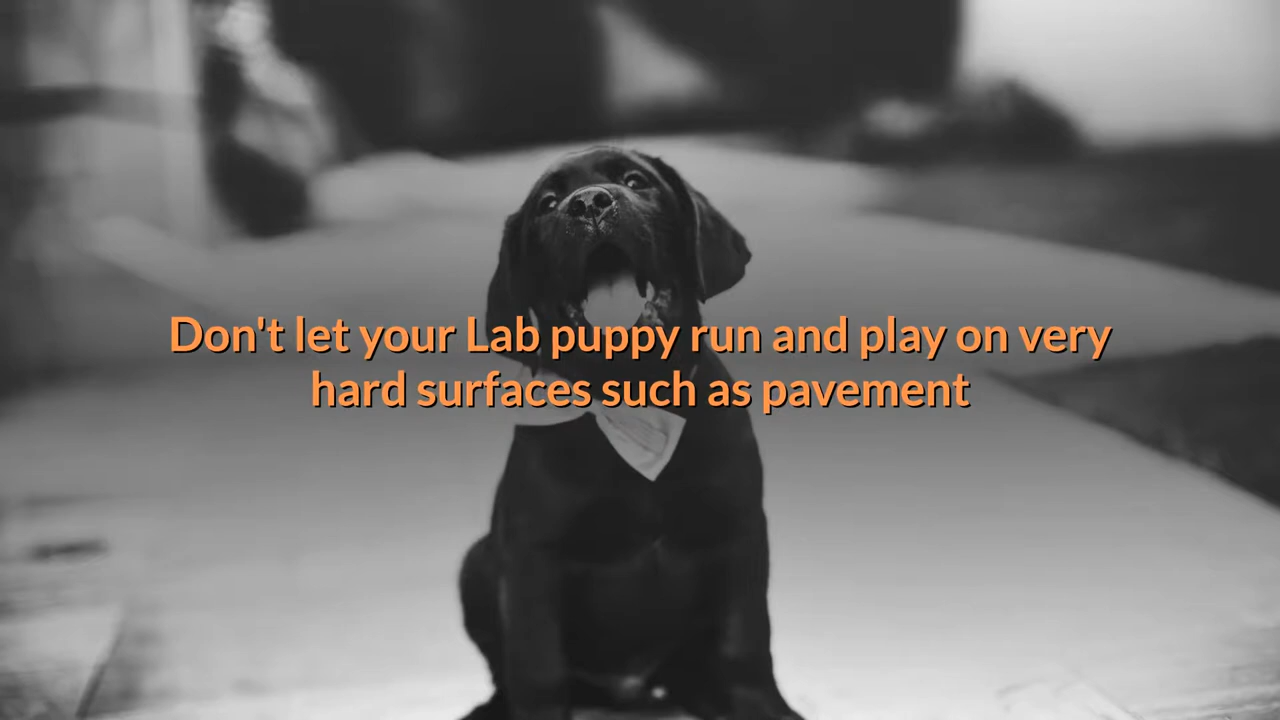 Don't let your Lab puppy run and play on very
hard surfaces such as pavement